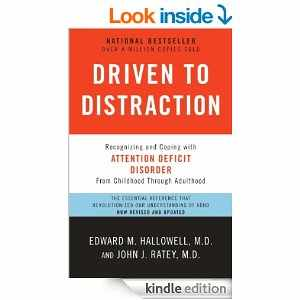 Look inside
NATIONAL BESTSELLER
OVER A MILLION COPIES SOLD
DRIVEN TO
DISTRACTION
Recognizing and Coping with
ATTENTION DEFICIT
DISORDER
From Childhood Through Adulthood
THE ESSENTIAL REFERENCE THAT
REVOLUTIONIZED OUR UNDERSTANDING OF ADHD
NOW REVISED AND UPDATED
EDWARD M. HALLOWELL, M.D.
AND JOHN J. RATEY, M.D.
kindle edition